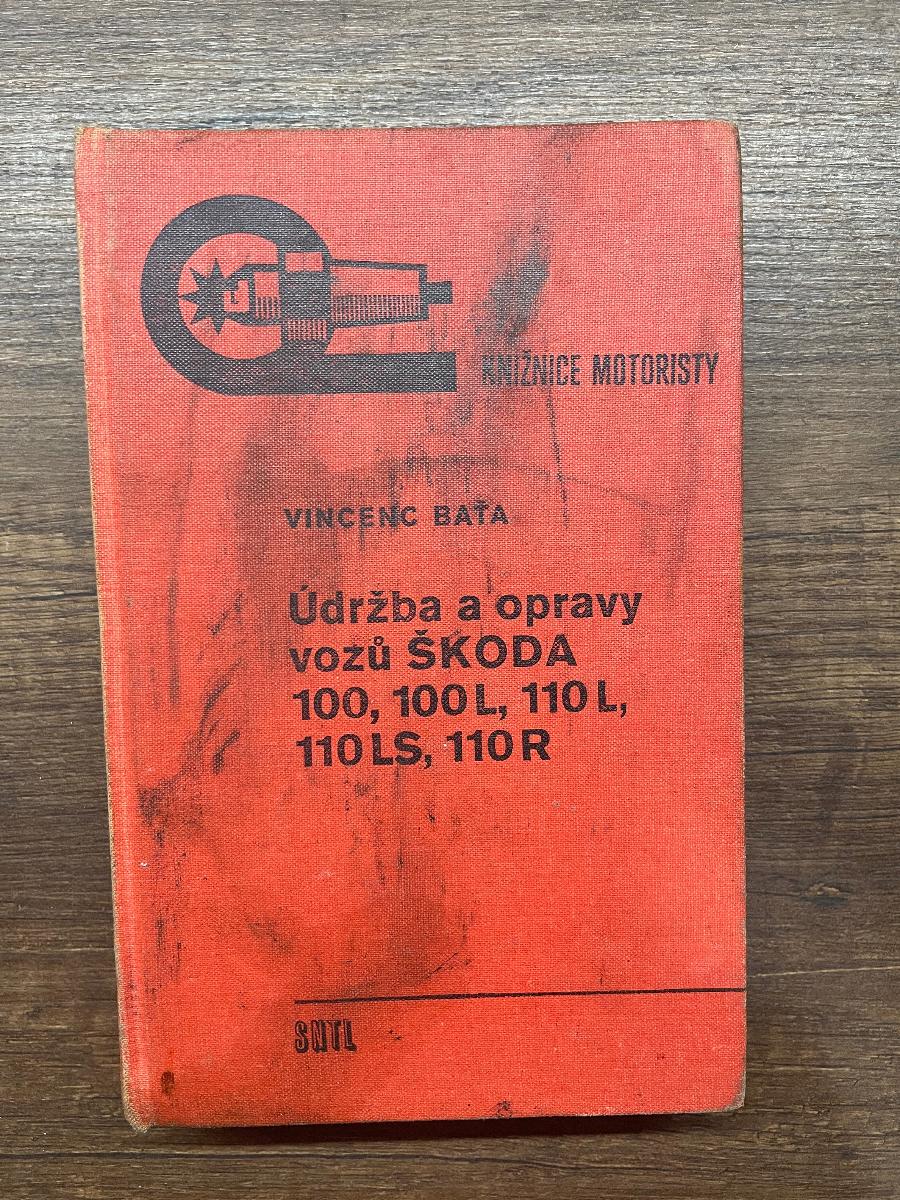 KNIŽNICE MOTORISTY
VINCENC BAŤA
Údržba a opravy
vozů ŠKODA
100, 100 L, 110 L,
110 LS, 110 R
SNTL